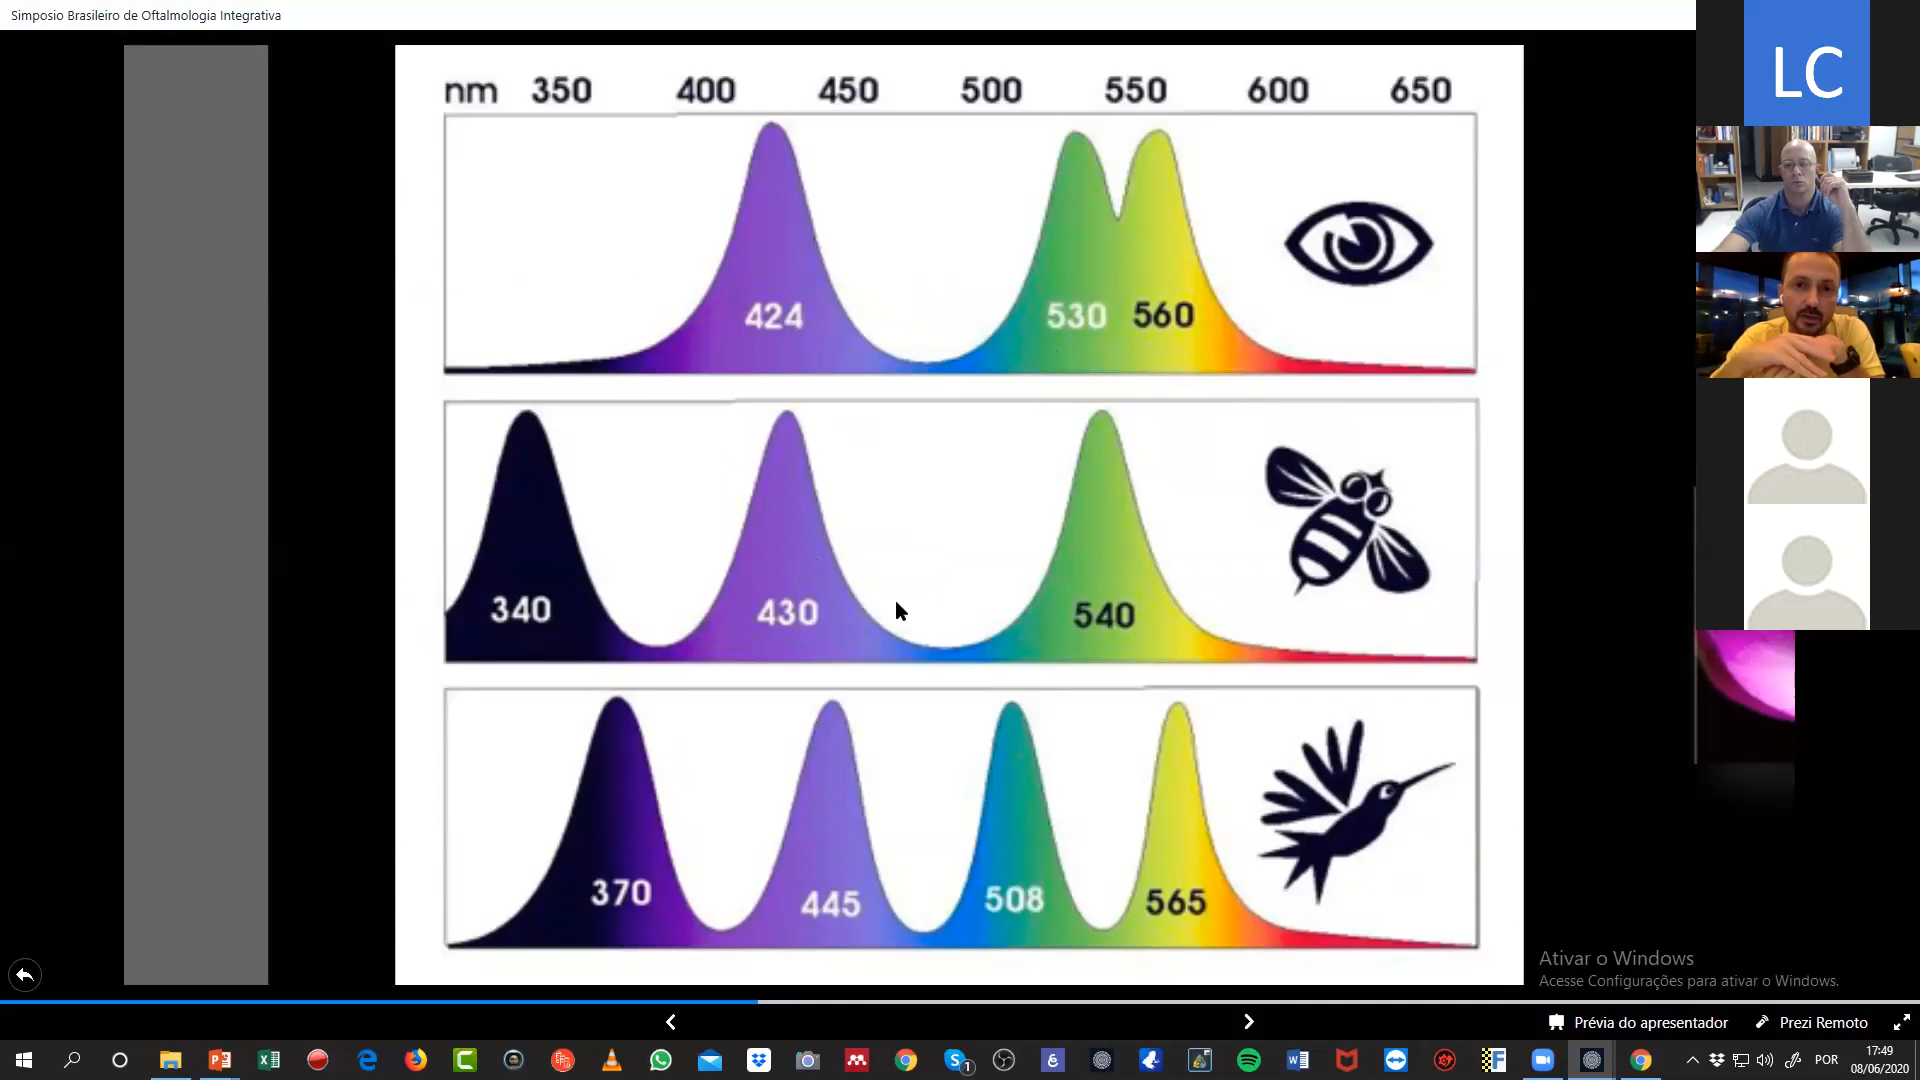 Simposio Brasileiro de Oftalmologia Integrativa
LC
nm 350 400 450 500 550 600 650
424 530 560
340 430 540
370 445 508 565
Ativar o Windows
Acesse Configurações para ativar o Windows.
Prévia do apresentador
Prezi Remoto
POR
17:49
08/06/2020